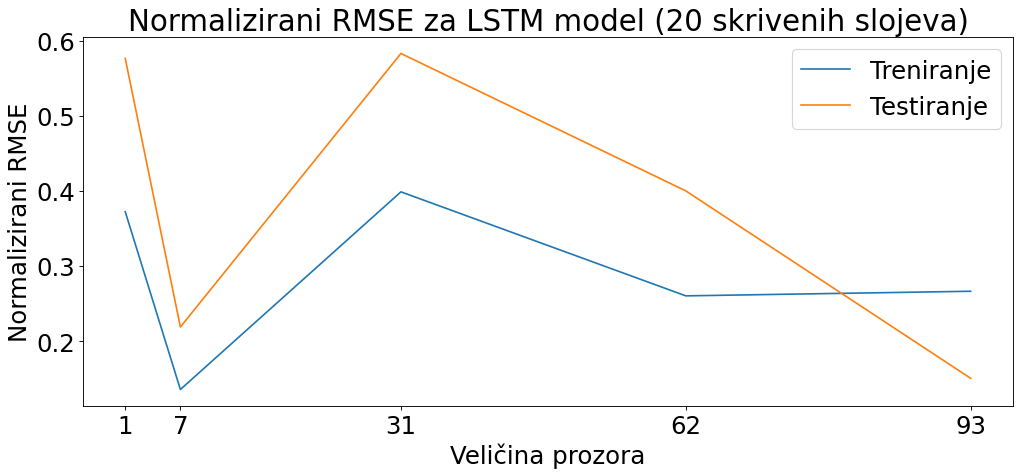 Normalizirani RMSE za LSTM model (20 skrivenih slojeva)
Normalizirani RMSE
0.6
0.5
0.4
0.3
0.2
Treniranje
Testiranje
1 7 31 62 93
Veličina prozora